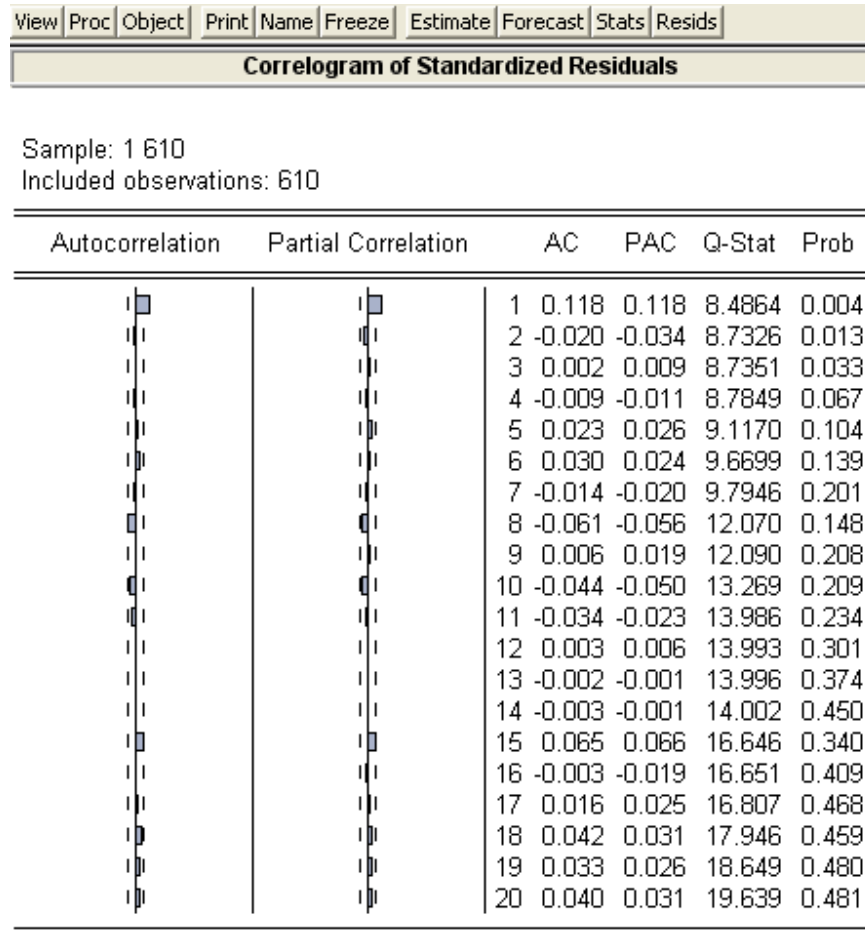 View Proc Object Print Name Freeze Estimate Forecast Stats Resids
Correlogram of Standardized Residuals
Sample: 1 610
Included observations: 610
Autocorrelation Partial Correlation AC PAC Q-Stat Prob
1 0.118 0.118 8.4864 0.004
2 -0.020 -0.034 8.7326 0.013
3 0.002 0.009 8.7351 0.033
4 -0.009 -0.011 8.7849 0.067
5 0.023 0.026 9.1170 0.104
6 0.030 0.024 9.6699 0.139
7 -0.014 -0.020 9.7946 0.201
8 -0.061 -0.056 12.070 0.148
9 0.006 0.019 12.090 0.208
10 -0.044 -0.050 13.269 0.209
11 -0.034 -0.023 13.986 0.234
12 0.003 0.006 13.993 0.301
13 -0.002 -0.001 13.996 0.374
14 -0.003 -0.001 14.002 0.450
15 0.065 0.066 16.646 0.340
16 -0.003 -0.019 16.651 0.409
17 0.016 0.025 16.807 0.468
18 0.042 0.031 17.946 0.459
19 0.033 0.026 18.649 0.480
20 0.040 0.031 19.639 0.481